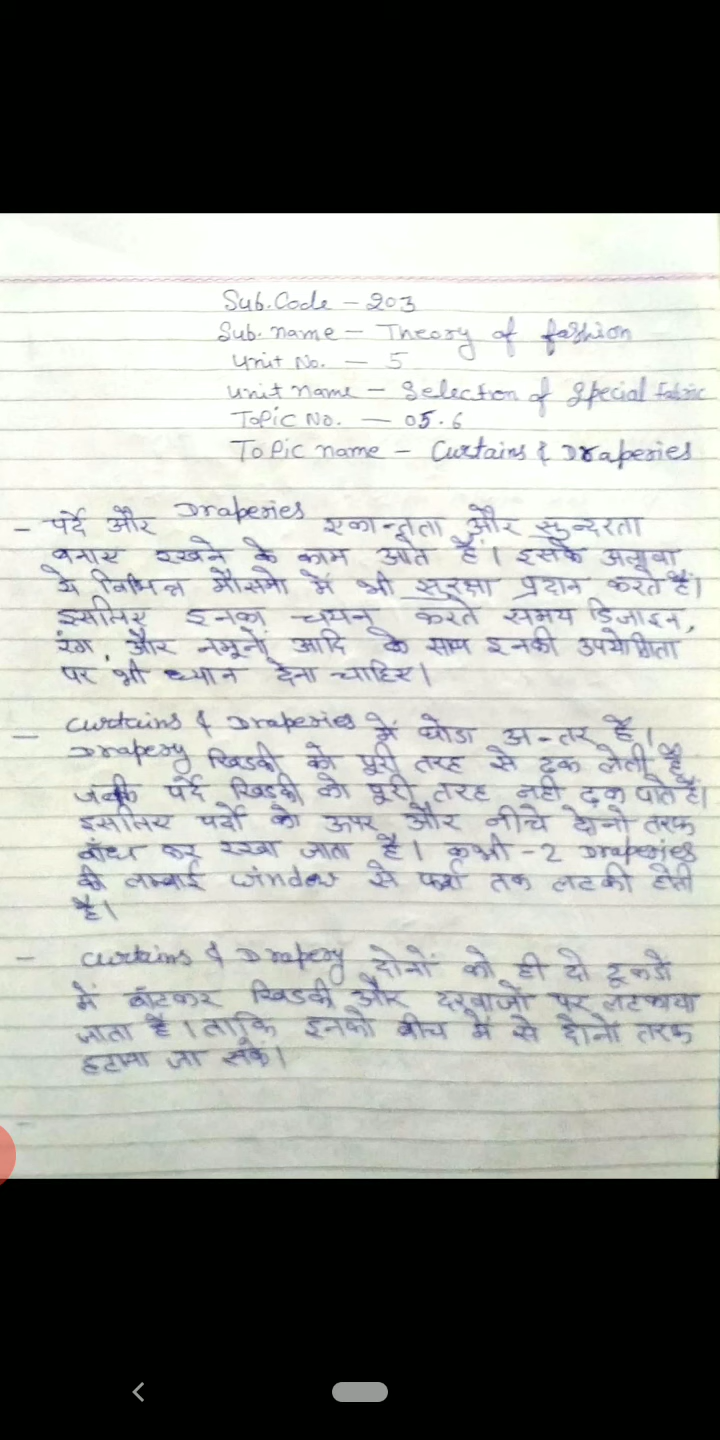 Sub. Code - 203
Sub. name - Theory of fashion
Unit No. - 5
Unit name - Selection of special fabric
Topic No. - 05.6
Topic name - Curtains & Draperies
- पर्दे और Draperies एकान्तता और सुन्दरता
बनाए रखने के काम आते हैं। इसके अलावा
ये विभिन्न मौसमो में भी सुरक्षा प्रदान करते हैं।
इसलिए इनका चयन करते समय डिजाइन,
रंग, और नमूनों आदि के साथ इनकी उपयोगिता
पर भी ध्यान देना चाहिए।
- Curtains & Draperies में थोडा अन्तर है।
Drapery खिडकी को पूरी तरह से ढक लेती है
जबकि पर्दे खिडकी को पूरी तरह नही ढक पाते है।
इसलिए पर्दो को ऊपर और नीचे दोनो तरफ
बांध कर रखा जाता है। कभी-2 Draperies
की लम्बाई window से फर्श तक लटकी होती
है।
- Curtains & Drapery दोनों को ही दो टूकडो
में बाँटकर खिडकी और दरवाजो पर लटकाया
जाता है। ताकि इनको बीच में से दोनो तरफ
हटाया जा सके।